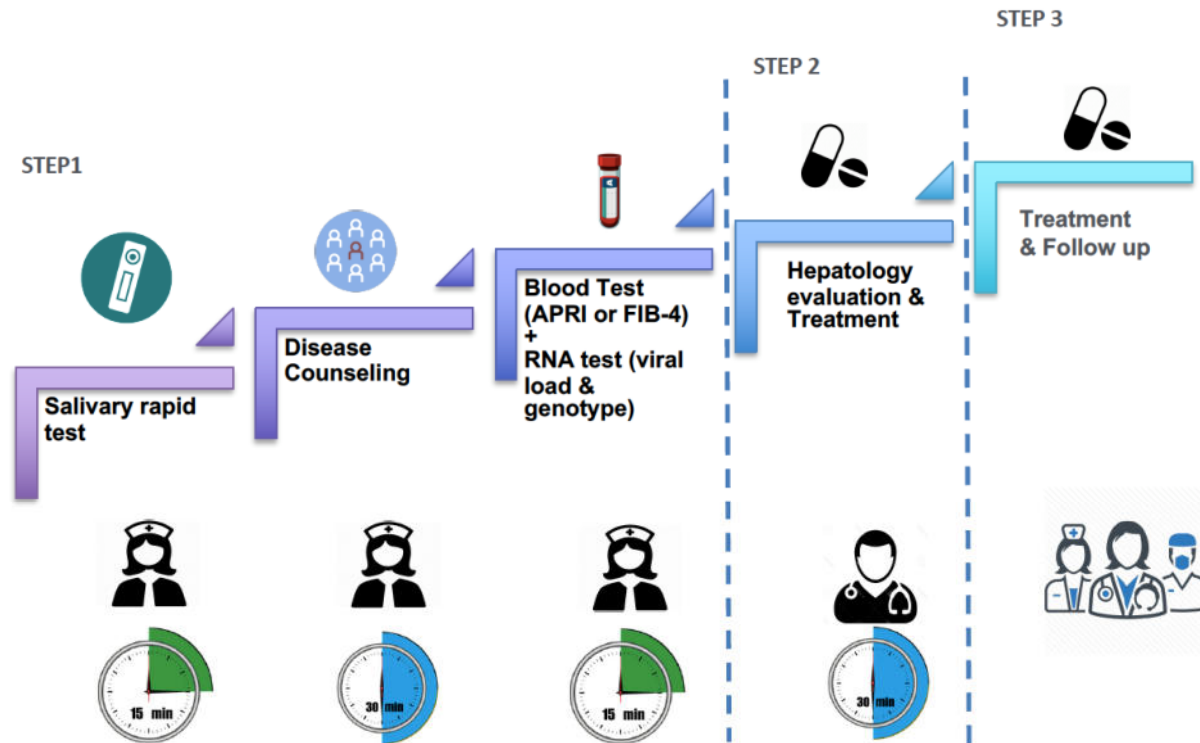 STEP 3
STEP 2
STEP1
Treatment
& Follow up
Hepatology
evaluation &
Treatment
Blood Test
(APRI or FIB-4)
+
RNA test (viral
load &
genotype)
Disease
Counseling
Salivary rapid
test
15 min
30 min
15 min
30 min